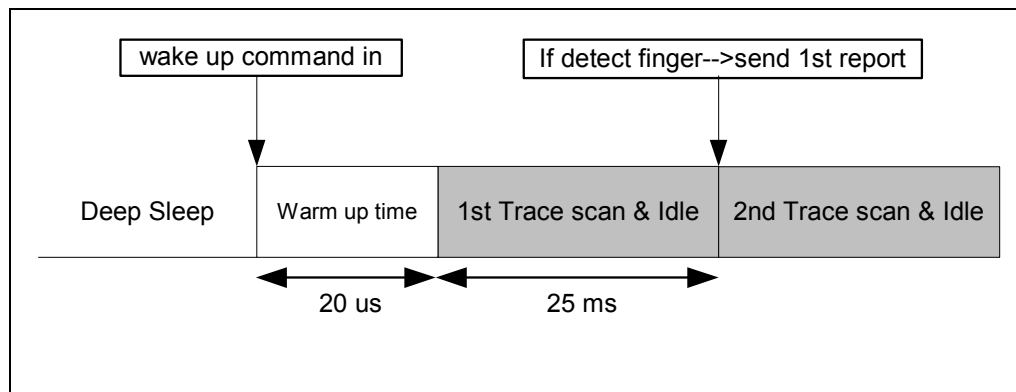 wake up command in
If detect finger-->send 1st report
Deep Sleep
Warm up time
1st Trace scan & Idle
2nd Trace scan & Idle
20 us
25 ms